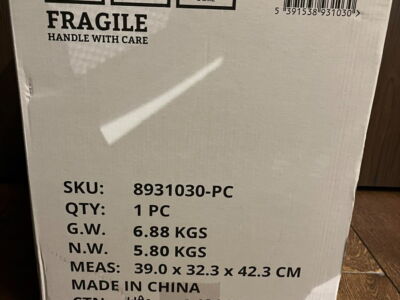 FRAGILE
HANDLE WITH CARE
5 391538 931030 >
SKU: 8931030-PC
QTY: 1 PC
G.W. 6.88 KGS
N.W. 5.80 KGS
MEAS: 39.0 x 32.3 x 42.3 CM
MADE IN CHINA